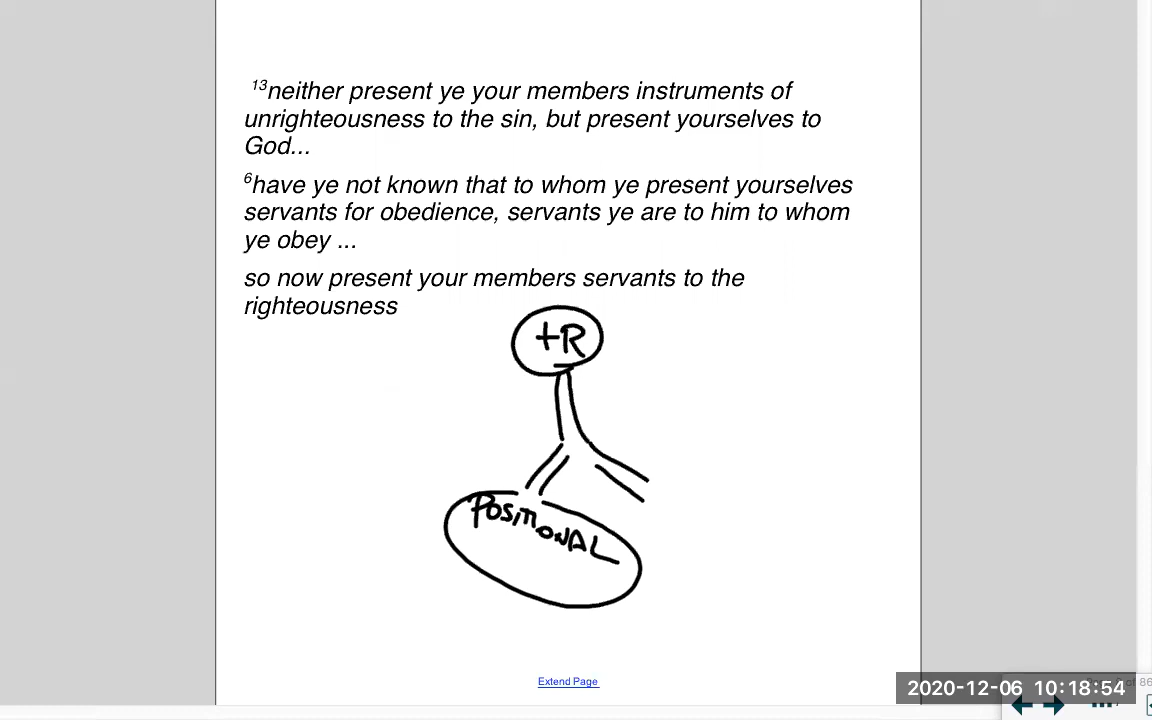 13neither present ye your members instruments of
unrighteousness to the sin, but present yourselves to
God...
6have ye not known that to whom ye present yourselves
servants for obedience, servants ye are to him to whom
ye obey ...
so now present your members servants to the
righteousness
+R
POSITIONAL
Extend Page
2020-12-06 10:18:54